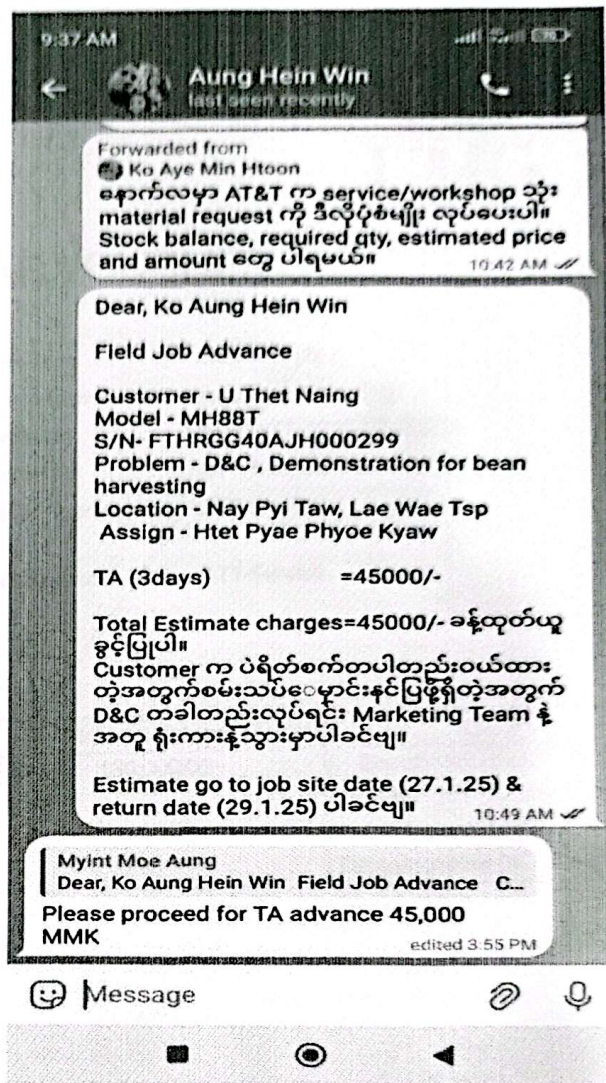 9:37 AM
Aung Hein Win
last seen recently
Forwarded from
Ko Aye Min Htoon
နောက်လမှာ AT&T က service/workshop သုံး
material request ကို ဒီလိုပုံစံမျိုး လုပ်ပေးပါ။
Stock balance, required qty, estimated price
and amount တွေ ပါရမယ်။
10:42 AM
Dear, Ko Aung Hein Win
Field Job Advance
Customer - U Thet Naing
Model - MH88T
S/N- FTHRGG40AJH000299
Problem - D&C , Demonstration for bean
harvesting
Location - Nay Pyi Taw, Lae Wae Tsp
Assign - Htet Pyae Phyoe Kyaw
TA (3days) =45000/-
Total Estimate charges=45000/- ခန့်ထုတ်ယူ
ခွင့်ပြုပါ။
Customer က ပဲရိတ်စက်တပါတည်းဝယ်ထား
တဲ့အတွက်စမ်းသပ်မောင်းနှင်ပြဖို့ရှိတဲ့အတွက်
D&C တခါတည်းလုပ်ရင်း Marketing Team နဲ့
အတူ ရုံးကားနဲ့သွားမှာပါခင်ဗျ။
Estimate go to job site date (27.1.25) &
return date (29.1.25) ပါခင်ဗျ။
10:49 AM
Myint Moe Aung
Dear, Ko Aung Hein Win Field Job Advance C...
Please proceed for TA advance 45,000
MMK
edited 3:55 PM
Message